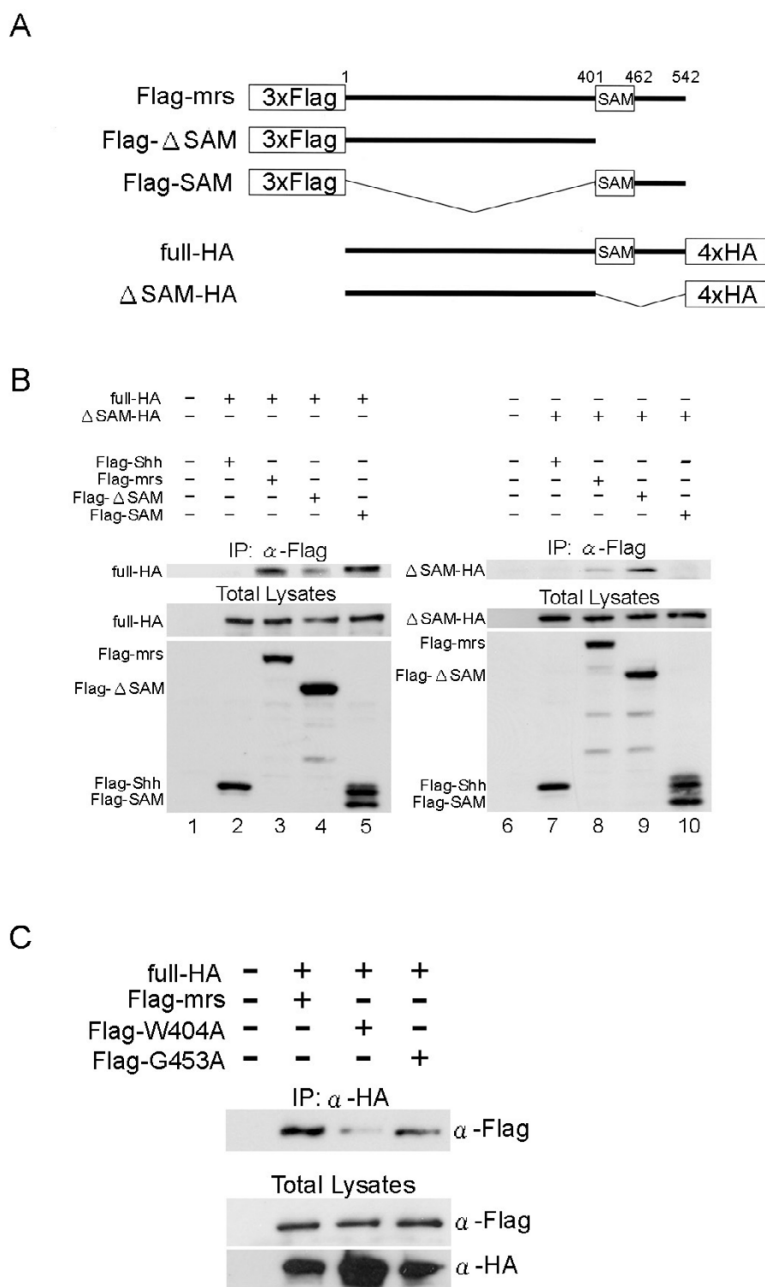 A
1 401 462 542
Flag-mrs 3xFlag SAM
Flag-ΔSAM 3xFlag
Flag-SAM 3xFlag SAM
full-HA SAM 4xHA
ΔSAM-HA 4xHA
B
full-HA − + + + + − − − − −
ΔSAM-HA − − − − − − + + + +
Flag-Shh − + − − − − + − − −
Flag-mrs − − + − − − − + − −
Flag-ΔSAM − − − + − − − − + −
Flag-SAM − − − − + − − − − +
IP: α-Flag IP: α-Flag
full-HA ΔSAM-HA
Total Lysates Total Lysates
full-HA ΔSAM-HA
Flag-mrs Flag-mrs
Flag-ΔSAM Flag-ΔSAM
Flag-Shh Flag-Shh
Flag-SAM Flag-SAM
1 2 3 4 5 6 7 8 9 10
C
full-HA − + + +
Flag-mrs − + − −
Flag-W404A − − + −
Flag-G453A − − − +
IP: α-HA
α-Flag
Total Lysates
α-Flag
α-HA